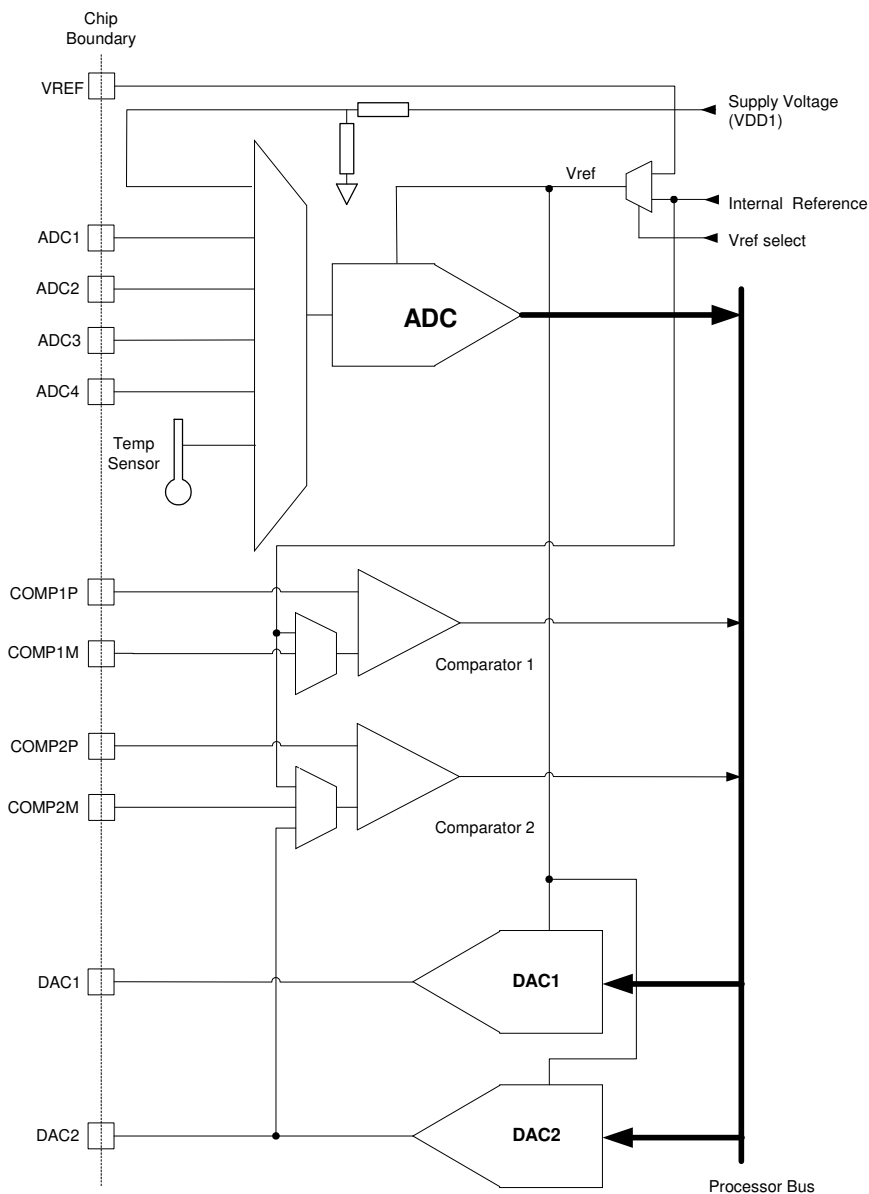 Chip
Boundary
VREF
Supply Voltage
(VDD1)
Vref
Internal Reference
Vref select
ADC1
ADC2
ADC3
ADC4
ADC
Temp
Sensor
COMP1P
COMP1M
Comparator 1
COMP2P
COMP2M
Comparator 2
DAC1
DAC1
DAC2
DAC2
Processor Bus